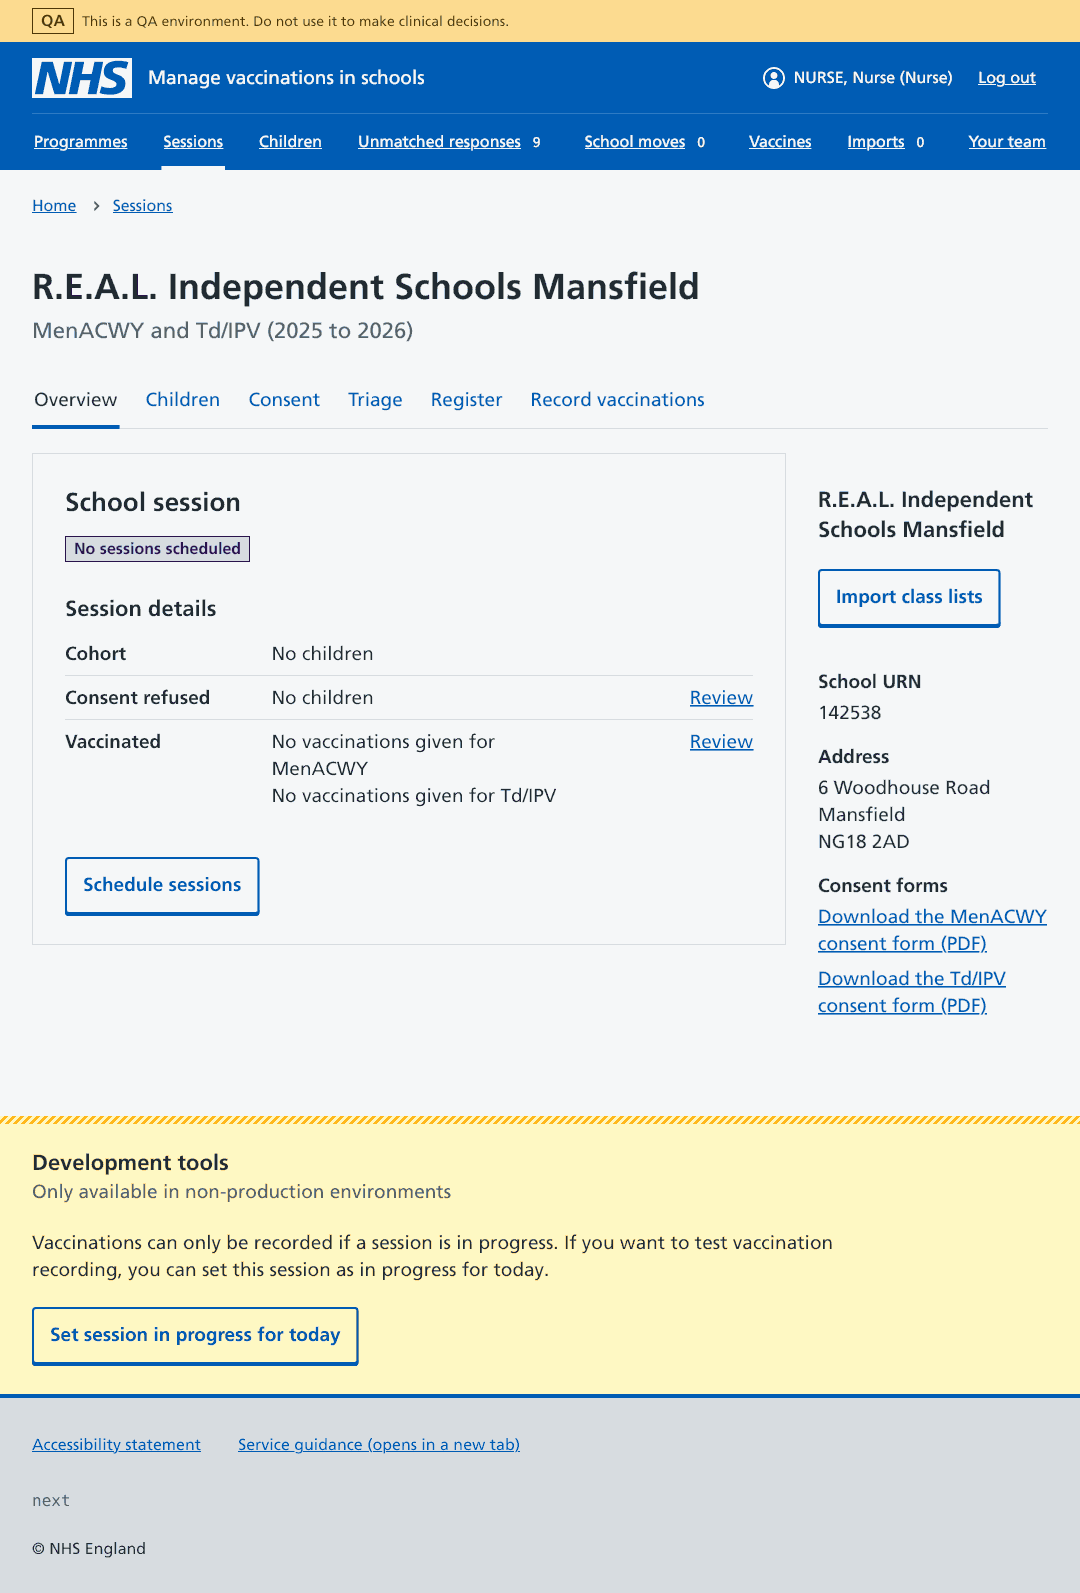 QA This is a QA environment. Do not use it to make clinical decisions.
NHS Manage vaccinations in schools NURSE, Nurse (Nurse) Log out
Programmes Sessions Children Unmatched responses 9 School moves 0 Vaccines Imports 0 Your team
Home Sessions
R.E.A.L. Independent Schools Mansfield
MenACWY and Td/IPV (2025 to 2026)
Overview Children Consent Triage Register Record vaccinations
School session
No sessions scheduled
Session details
Cohort No children
Consent refused No children Review
Vaccinated No vaccinations given for Review
MenACWY
No vaccinations given for Td/IPV
Schedule sessions
R.E.A.L. Independent
Schools Mansfield
Import class lists
School URN
142538
Address
6 Woodhouse Road
Mansfield
NG18 2AD
Consent forms
Download the MenACWY
consent form (PDF)
Download the Td/IPV
consent form (PDF)
Development tools
Only available in non-production environments
Vaccinations can only be recorded if a session is in progress. If you want to test vaccination
recording, you can set this session as in progress for today.
Set session in progress for today
Accessibility statement Service guidance (opens in a new tab)
next
© NHS England